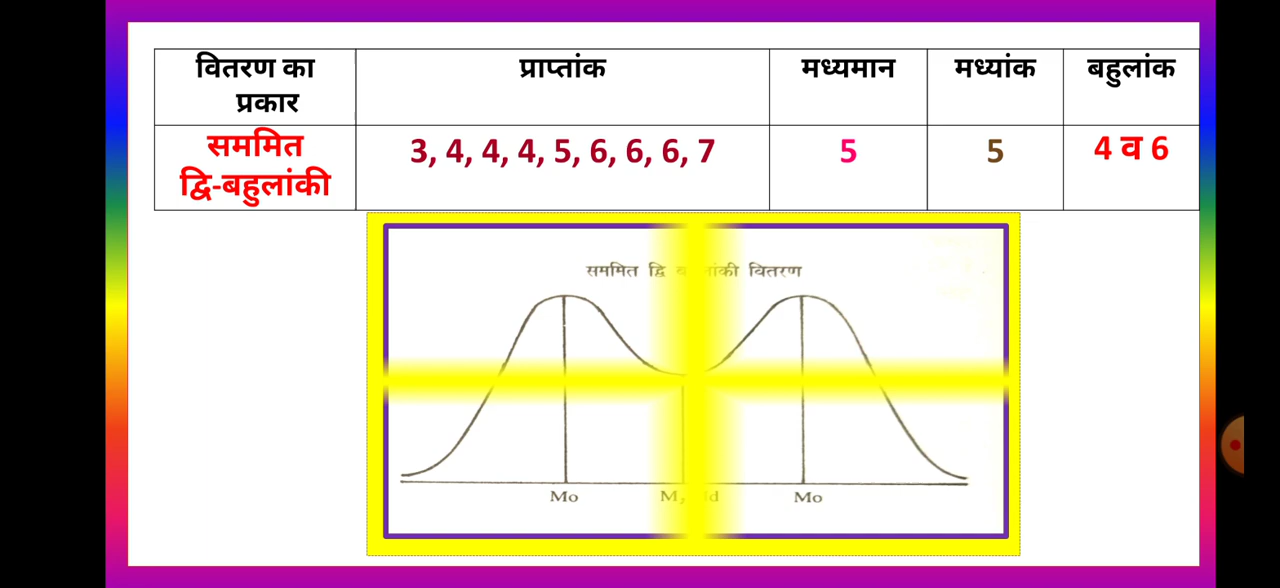 वितरण का
प्रकार
प्राप्तांक
मध्यमान
मध्यांक
बहुलांक
सममित
द्वि-बहुलांकी
3, 4, 4, 4, 5, 6, 6, 6, 7
5
5
4 व 6
सममित द्वि वितरण
Mo
Mo